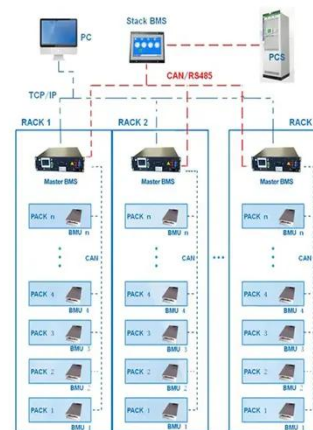 Stack BMS
PC
PCS
CAN/RS485
TCP/IP
RACK 1
RACK 2
RACK
Master BMS
Master BMS
Master BMS
PACK n
BMU n
PACK n
BMU n
PACK n
BMU n
CAN
CAN
CAN
PACK 4
BMU 4
PACK 4
BMU 4
PACK 4
BMU 4
PACK 3
BMU 3
PACK 3
BMU 3
PACK 3
BMU 3
PACK 2
BMU 2
PACK 2
BMU 2
PACK 2
BMU 2
PACK 1
BMU 1
PACK 1
BMU 1
PACK 1
BMU 1